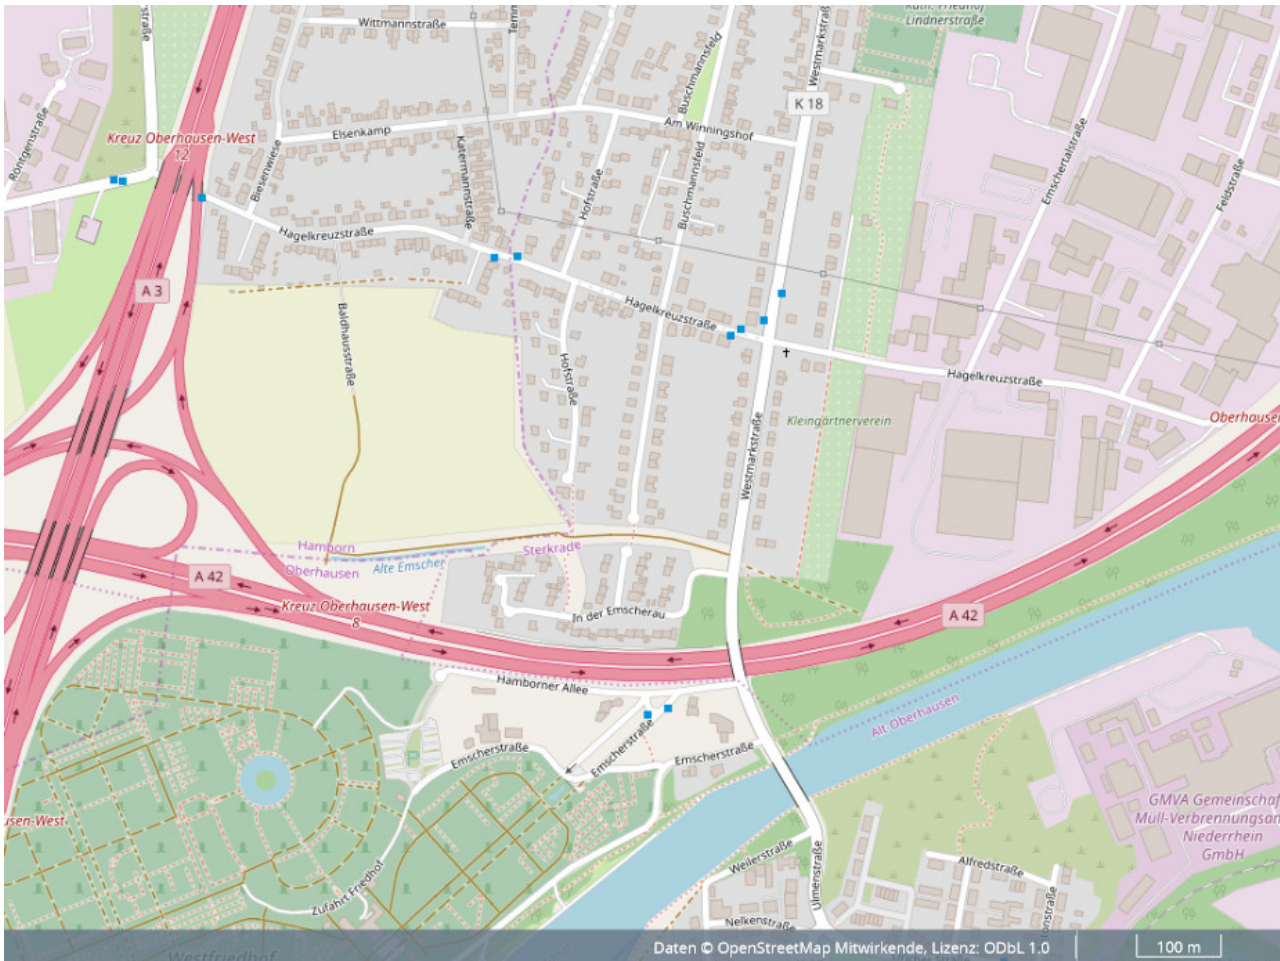 Kath. Friedhof
Lindnerstraße
Wittmannstraße
Westmarkstraße
Buschmannsfeld
K 18
Röntgenstraße
Kreuz Oberhausen-West
12
Elsenkamp
Am Winningshof
Emschertalstraße
Feldstraße
Biesenwiese
Katermannstraße
Hofstraße
Buschmannsfeld
Hagelkreuzstraße
A 3
Hagelkreuzstraße
Baldhausstraße
Hofstraße
Hagelkreuzstraße
Kleingärtnerverein
Westmarkstraße
Hamborn
Oberhausen
Alte Emscher
Sterkrade
A 42
Kreuz Oberhausen-West
8
In der Emscherau
A 42
Hamborner Allee
Alt Oberhausen
Emscherstraße
Emscherstraße
Emscherstraße
GMVA Gemeinschaf
Müll-Verbrennungsan
Niederrhein
GmbH
usen-West
Weilerstraße
Ulmenstraße
Alfredstraße
Zufahrt Friedhof
Nelkenstraße
Westfriedhof
Daten © OpenStreetMap Mitwirkende, Lizenz: ODbL 1.0
100 m